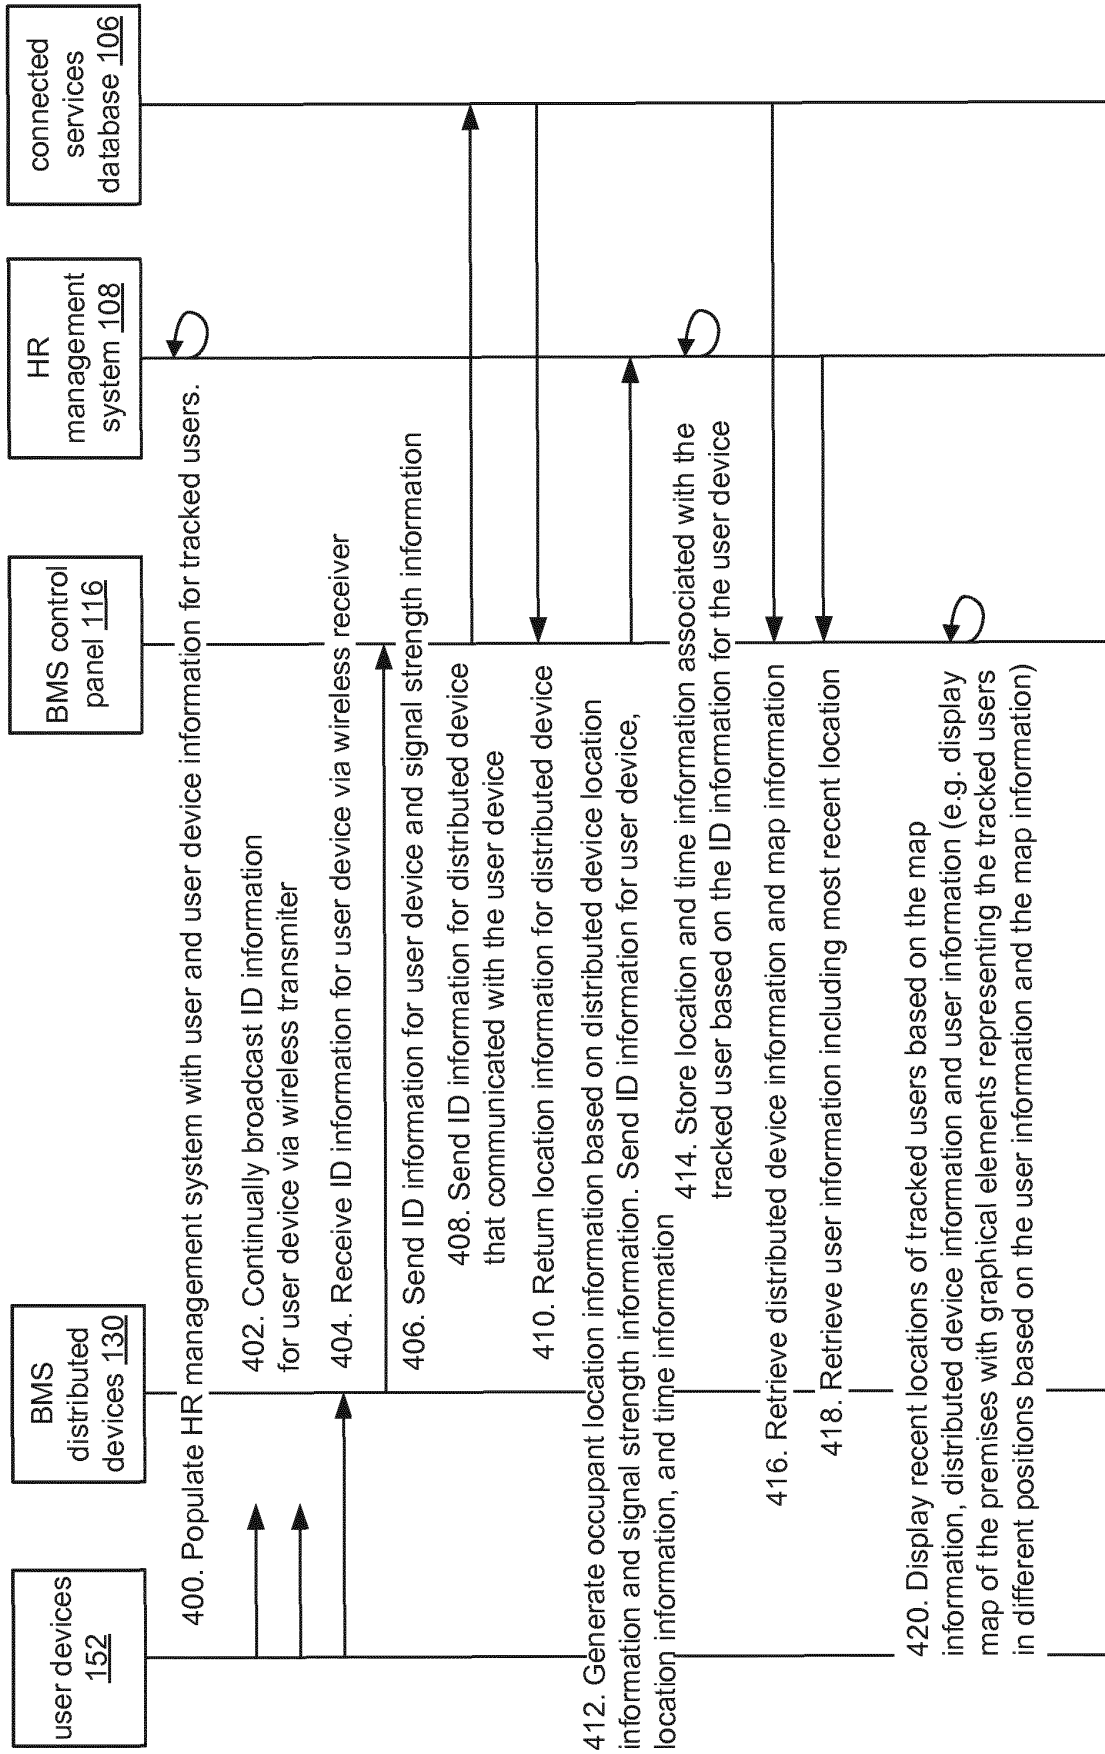 user devices
152
BMS
distributed
devices 130
BMS control
panel 116
HR
management
system 108
connected
services
database 106
400. Populate HR management system with user and user device information for tracked users.
402. Continually broadcast ID information
for user device via wireless transmiter
404. Receive ID information for user device via wireless receiver
406. Send ID information for user device and signal strength information
408. Send ID information for distributed device
that communicated with the user device
410. Return location information for distributed device
412. Generate occupant location information based on distributed device location
information and signal strength information. Send ID information for user device,
location information, and time information
414. Store location and time information associated with the
tracked user based on the ID information for the user device
416. Retrieve distributed device information and map information
418. Retrieve user information including most recent location
420. Display recent locations of tracked users based on the map
information, distributed device information and user information (e.g. display
map of the premises with graphical elements representing the tracked users
in different positions based on the user information and the map information)